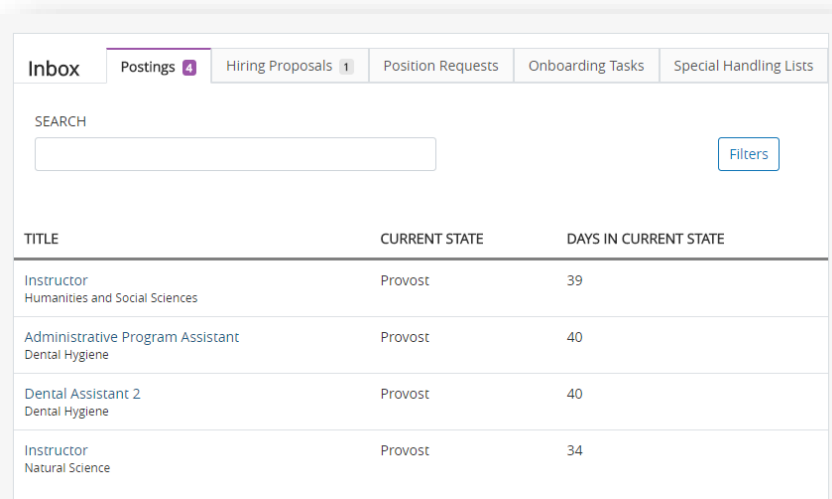 Inbox
Postings 4
Hiring Proposals 1
Position Requests
Onboarding Tasks
Special Handling Lists
SEARCH
Filters
TITLE CURRENT STATE DAYS IN CURRENT STATE
Instructor Provost 39
Humanities and Social Sciences
Administrative Program Assistant Provost 40
Dental Hygiene
Dental Assistant 2 Provost 40
Dental Hygiene
Instructor Provost 34
Natural Science